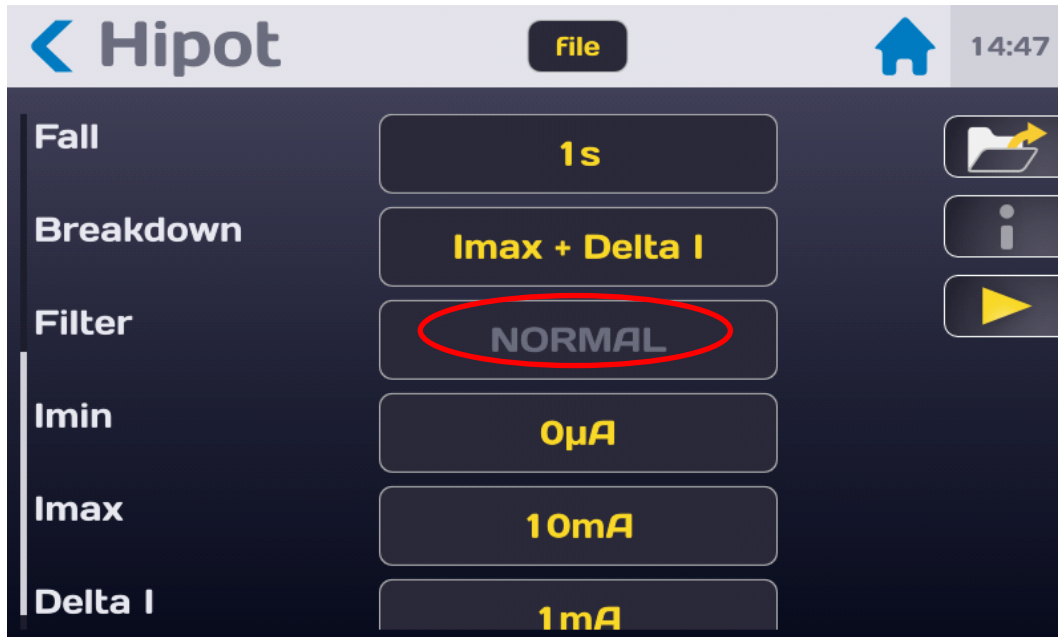 Hipot
File
14:47
Fall
1s
Breakdown
Imax + Delta I
Filter
NORMAL
Imin
0µA
Imax
10mA
Delta I
1mA